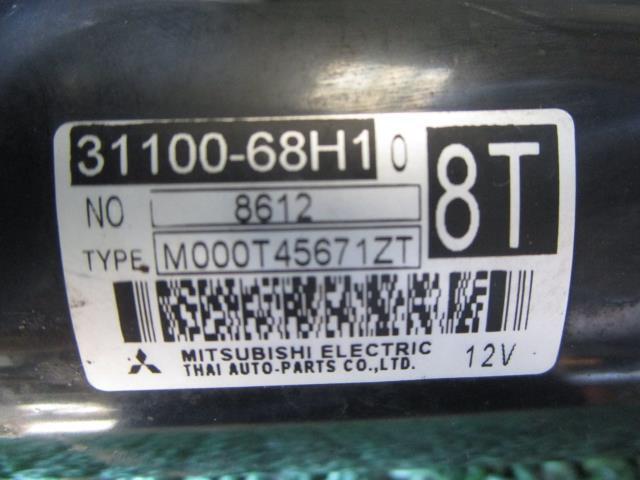 31100-68H1 0
8T
NO 8612
TYPE M000T45671ZT
MITSUBISHI ELECTRIC
THAI AUTO-PARTS CO.,LTD.
12V